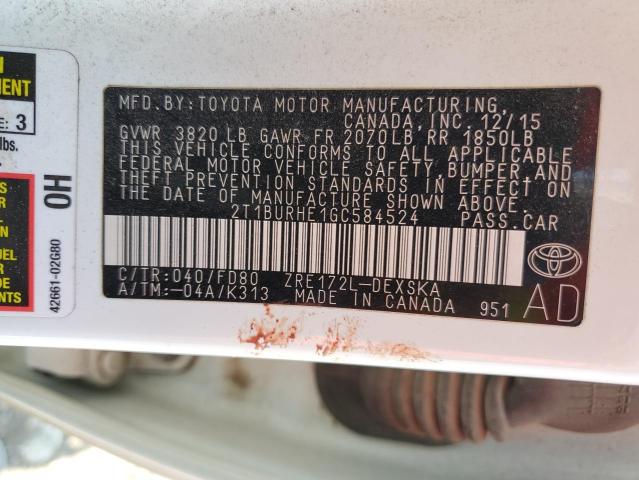 MFD.BY:TOYOTA MOTOR MANUFACTURING
CANADA, INC. 12/15
GVWR 3820 LB GAWR FR 2070LB RR 1850LB
THIS VEHICLE CONFORMS TO ALL APPLICABLE
FEDERAL MOTOR VEHICLE SAFETY, BUMPER, AND
THEFT PREVENTION STANDARDS IN EFFECT ON
THE DATE OF MANUFACTURE SHOWN ABOVE.
2T1BURHE1GC584524 PASS.CAR
C/TR:040/FD80 ZRE172L-DEXSKA
A/TM:-04A/K313 MADE IN CANADA 951
AD
E: 3
lbs.
0H
42661-02G80